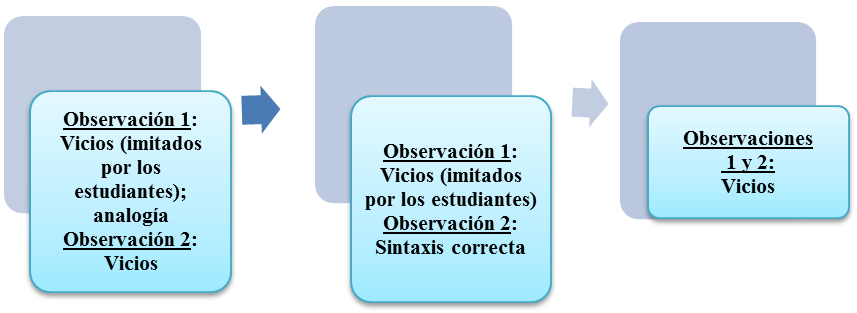 Observación 1:
Vicios (imitados
por los
estudiantes);
analogía
Observación 2:
Vicios
Observación 1:
Vicios (imitados
por los estudiantes)
Observación 2:
Sintaxis correcta
Observaciones
1 y 2:
Vicios